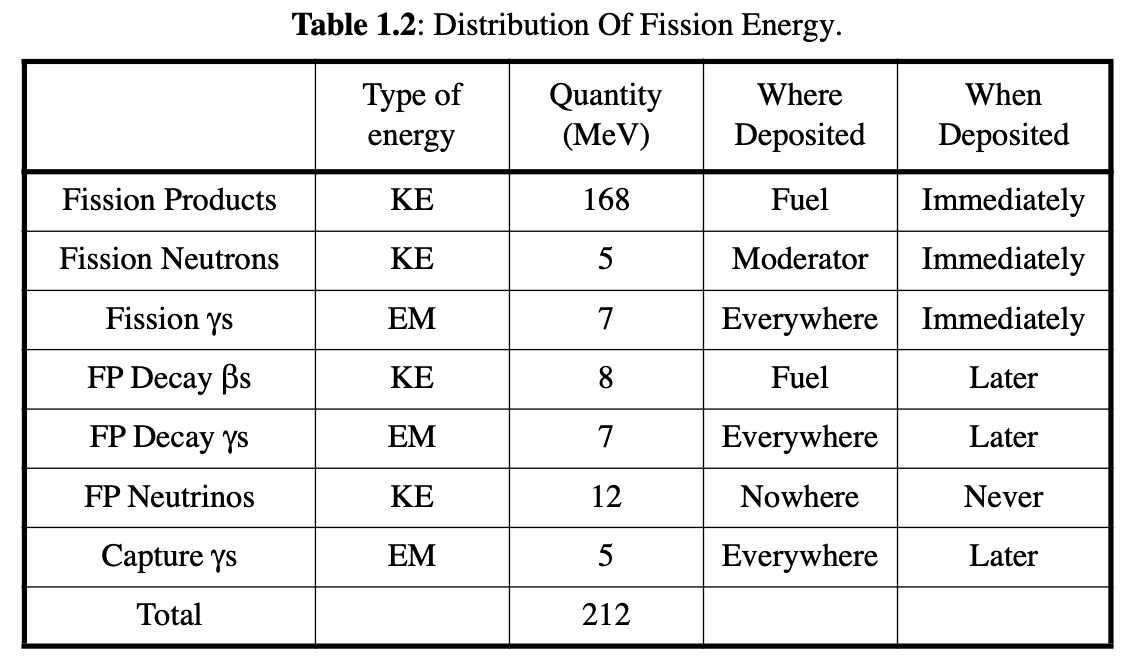 Table 1.2: Distribution Of Fission Energy.
Type of energy Quantity (MeV) Where Deposited When Deposited
Fission Products KE 168 Fuel Immediately
Fission Neutrons KE 5 Moderator Immediately
Fission γs EM 7 Everywhere Immediately
FP Decay βs KE 8 Fuel Later
FP Decay γs EM 7 Everywhere Later
FP Neutrinos KE 12 Nowhere Never
Capture γs EM 5 Everywhere Later
Total 212